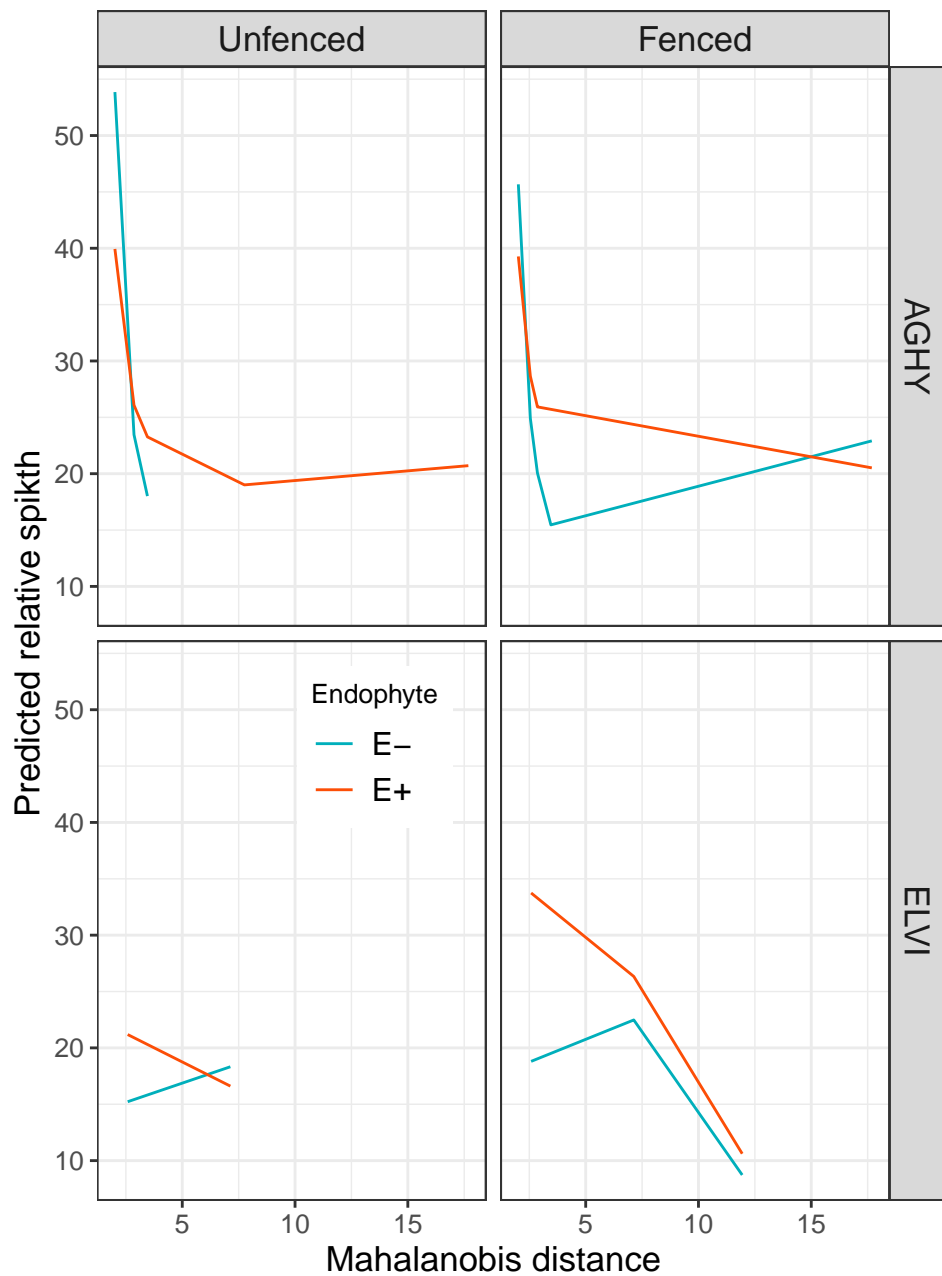 Unfenced
Fenced
50
40
30
20
10
AGHY
Predicted relative spikth
50
40
30
20
10
Endophyte
E−
E+
ELVI
5 10 15
5 10 15
Mahalanobis distance